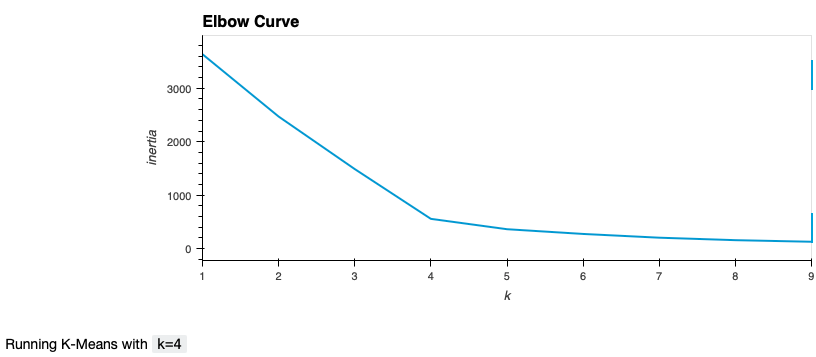 Elbow Curve
inertia
3000
2000
1000
0
1 2 3 4 5 6 7 8 9
k
Running K-Means with k=4